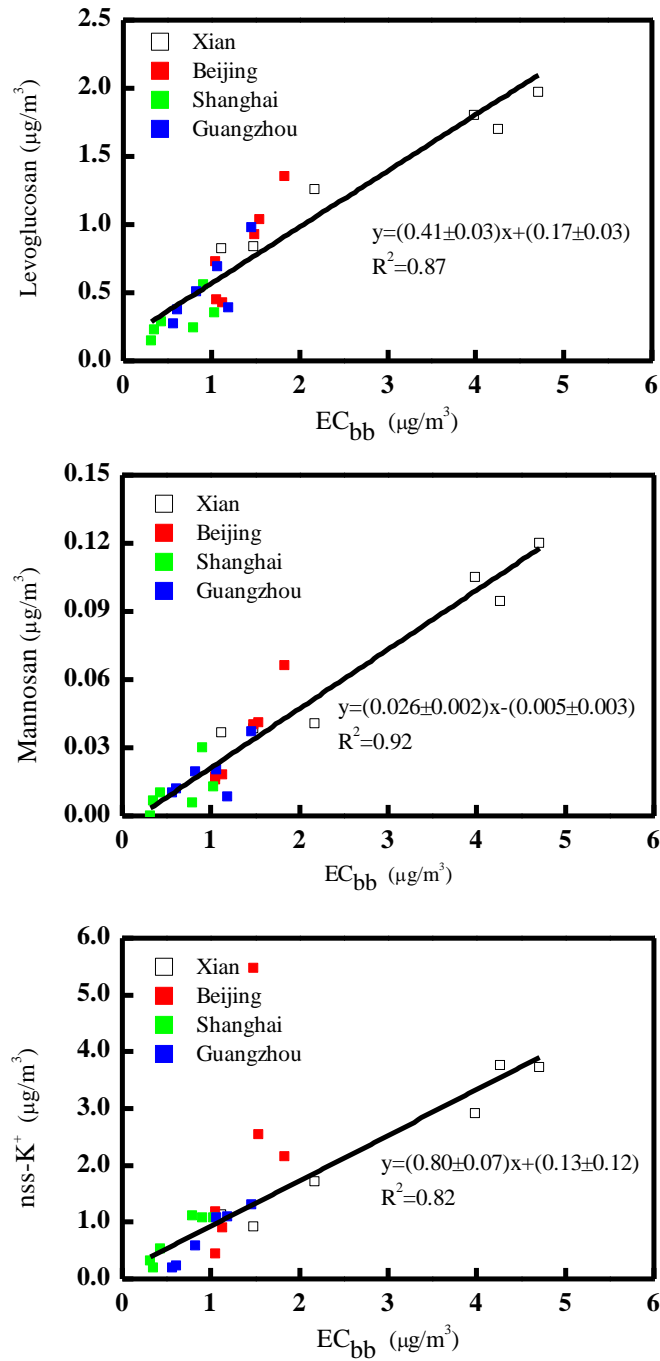 2.5
2.0
1.5
1.0
0.5
0.0
Levoglucosan (μg/m³)
Xian
Beijing
Shanghai
Guangzhou
y=(0.41±0.03)x+(0.17±0.03)
R²=0.87
0 1 2 3 4 5 6
EC_bb (μg/m³)
0.15
0.12
0.09
0.06
0.03
0.00
Mannosan (μg/m³)
Xian
Beijing
Shanghai
Guangzhou
y=(0.026±0.002)x-(0.005±0.003)
R²=0.92
0 1 2 3 4 5 6
EC_bb (μg/m³)
6.0
5.0
4.0
3.0
2.0
1.0
0.0
nss-K⁺ (μg/m³)
Xian
Beijing
Shanghai
Guangzhou
y=(0.80±0.07)x+(0.13±0.12)
R²=0.82
0 1 2 3 4 5 6
EC_bb (μg/m³)